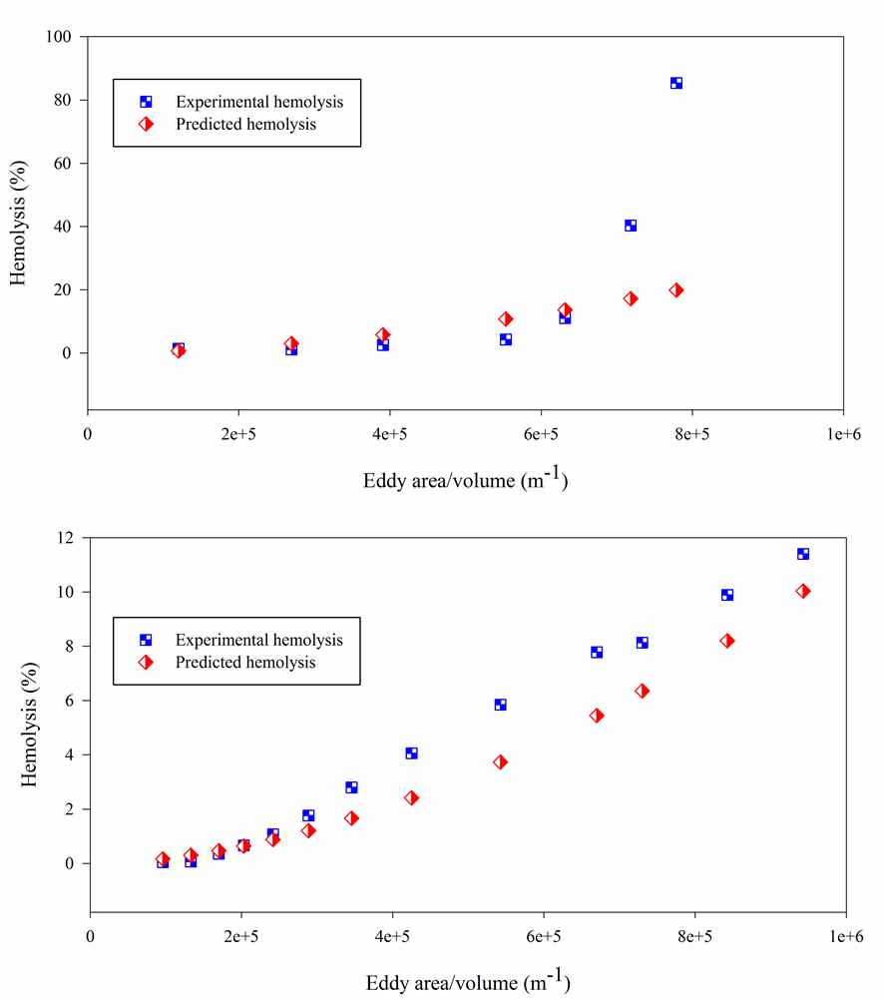 100
80
60
40
20
0
Hemolysis (%)
Experimental hemolysis
Predicted hemolysis
0 2e+5 4e+5 6e+5 8e+5 1e+6
Eddy area/volume (m-1)
12
10
8
6
4
2
0
Hemolysis (%)
Experimental hemolysis
Predicted hemolysis
0 2e+5 4e+5 6e+5 8e+5 1e+6
Eddy area/volume (m-1)